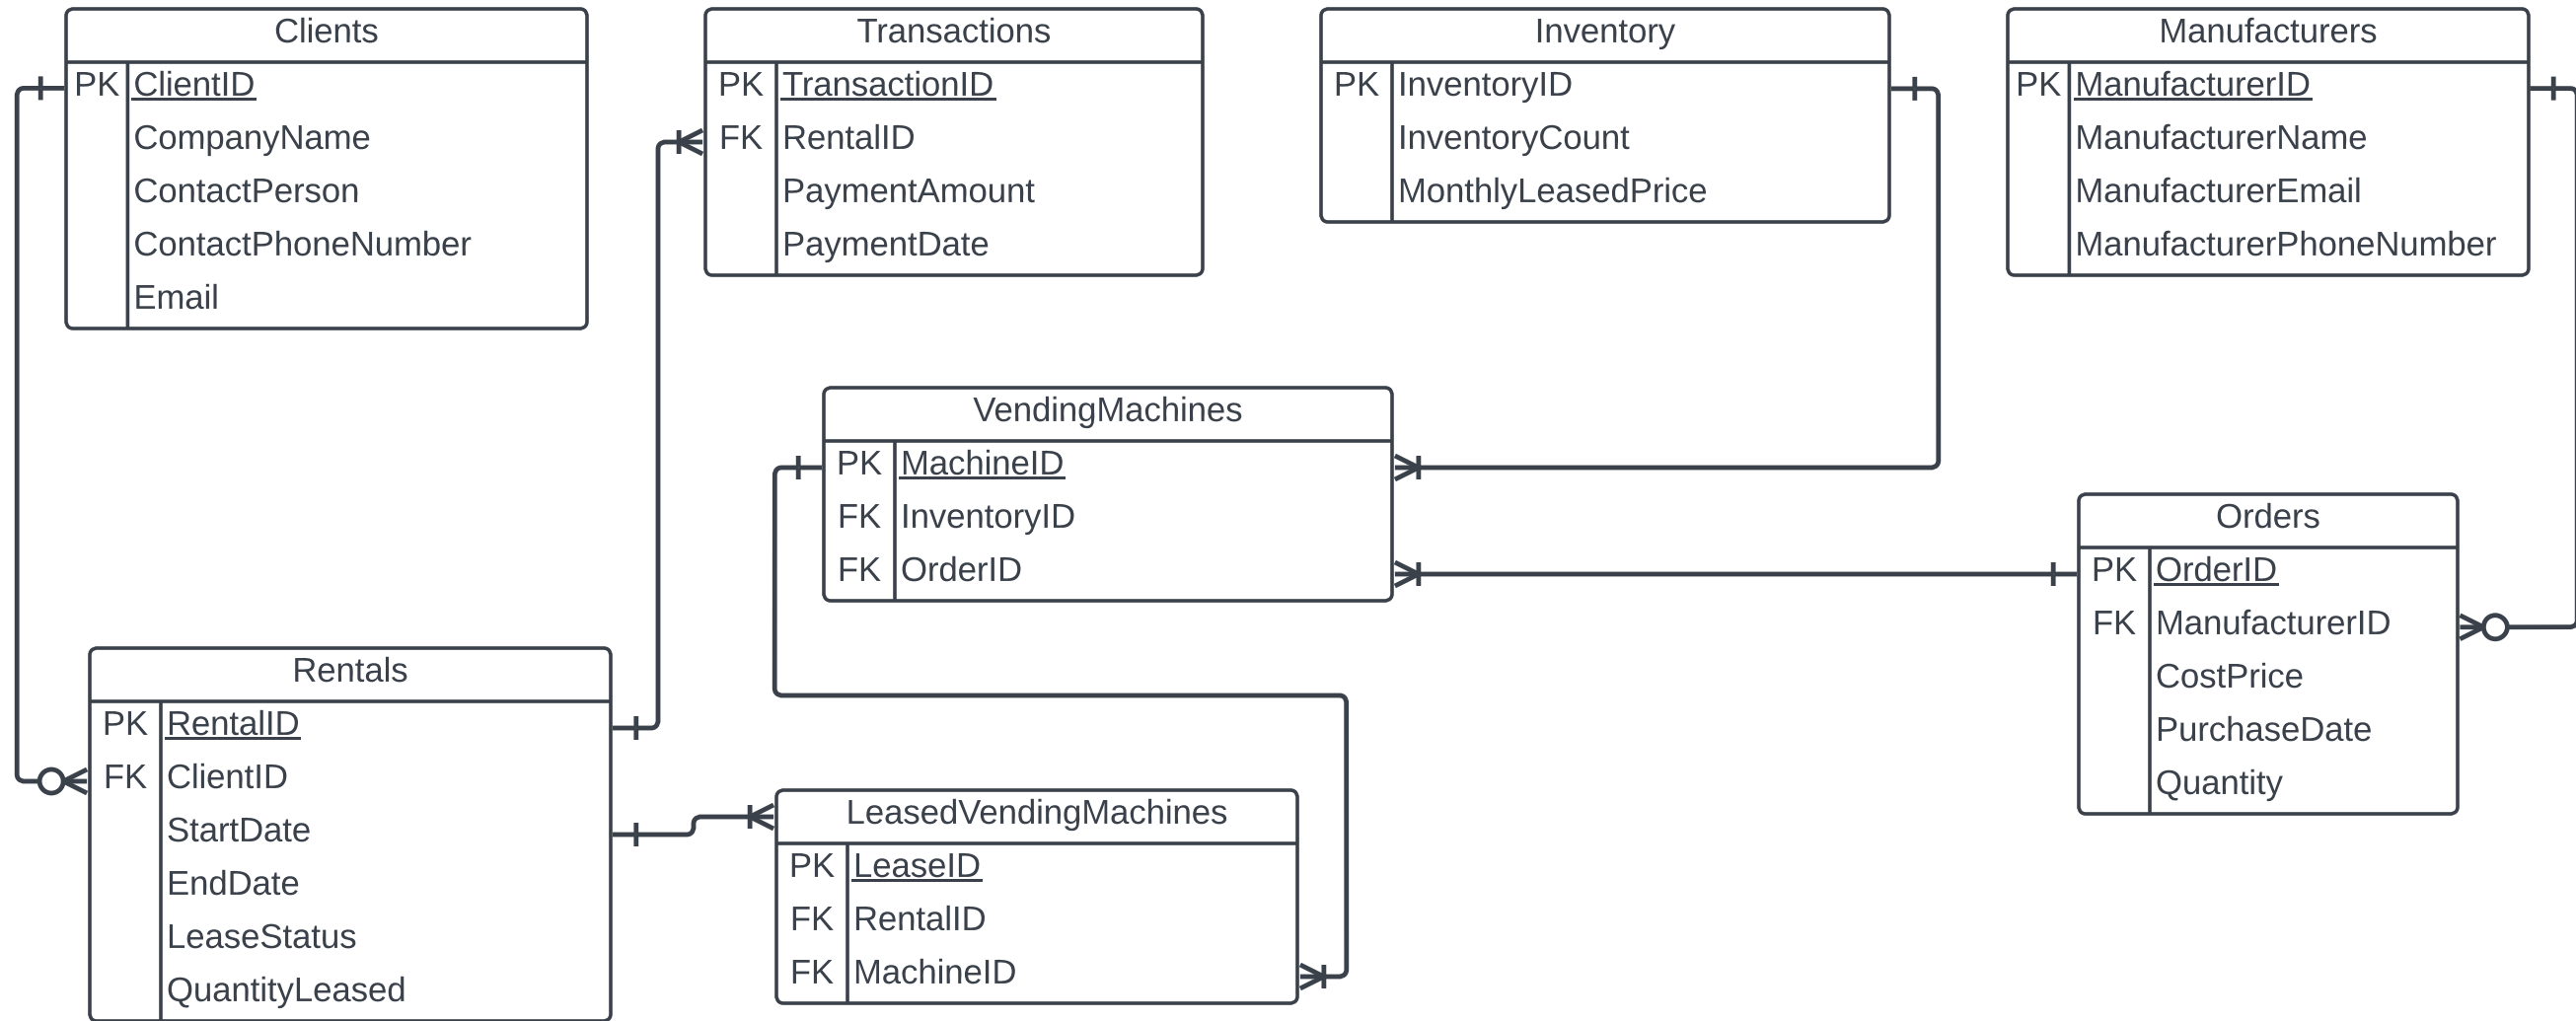 Clients
PK ClientID
CompanyName
ContactPerson
ContactPhoneNumber
Email
Transactions
PK TransactionID
FK RentalID
PaymentAmount
PaymentDate
Inventory
PK InventoryID
InventoryCount
MonthlyLeasedPrice
Manufacturers
PK ManufacturerID
ManufacturerName
ManufacturerEmail
ManufacturerPhoneNumber
VendingMachines
PK MachineID
FK InventoryID
FK OrderID
Orders
PK OrderID
FK ManufacturerID
CostPrice
PurchaseDate
Quantity
Rentals
PK RentalID
FK ClientID
StartDate
EndDate
LeaseStatus
QuantityLeased
LeasedVendingMachines
PK LeaseID
FK RentalID
FK MachineID